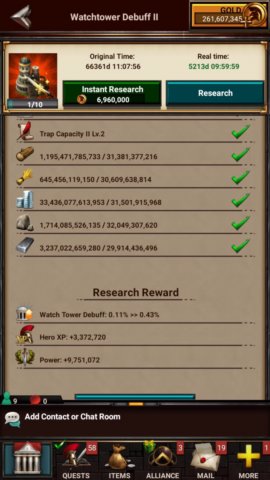 Watchtower Debuff II
GOLD
261,607,345
Original Time:
66361d 11:07:56
Real time:
5213d 09:59:59
1/10
Instant Research
6,960,000
Research
Trap Capacity II Lv.2
1,195,471,785,733 / 31,381,377,216
645,456,119,150 / 30,609,638,814
33,436,077,613,953 / 31,501,915,968
1,714,085,526,135 / 32,049,307,620
3,237,022,659,280 / 29,914,436,496
Research Reward
Watch Tower Debuff: 0.11% >> 0.43%
Hero XP: +3,372,720
Power: +9,751,072
9
0
Add Contact or Chat Room
58
3
19
1
QUESTS
ITEMS
ALLIANCE
MAIL
MORE